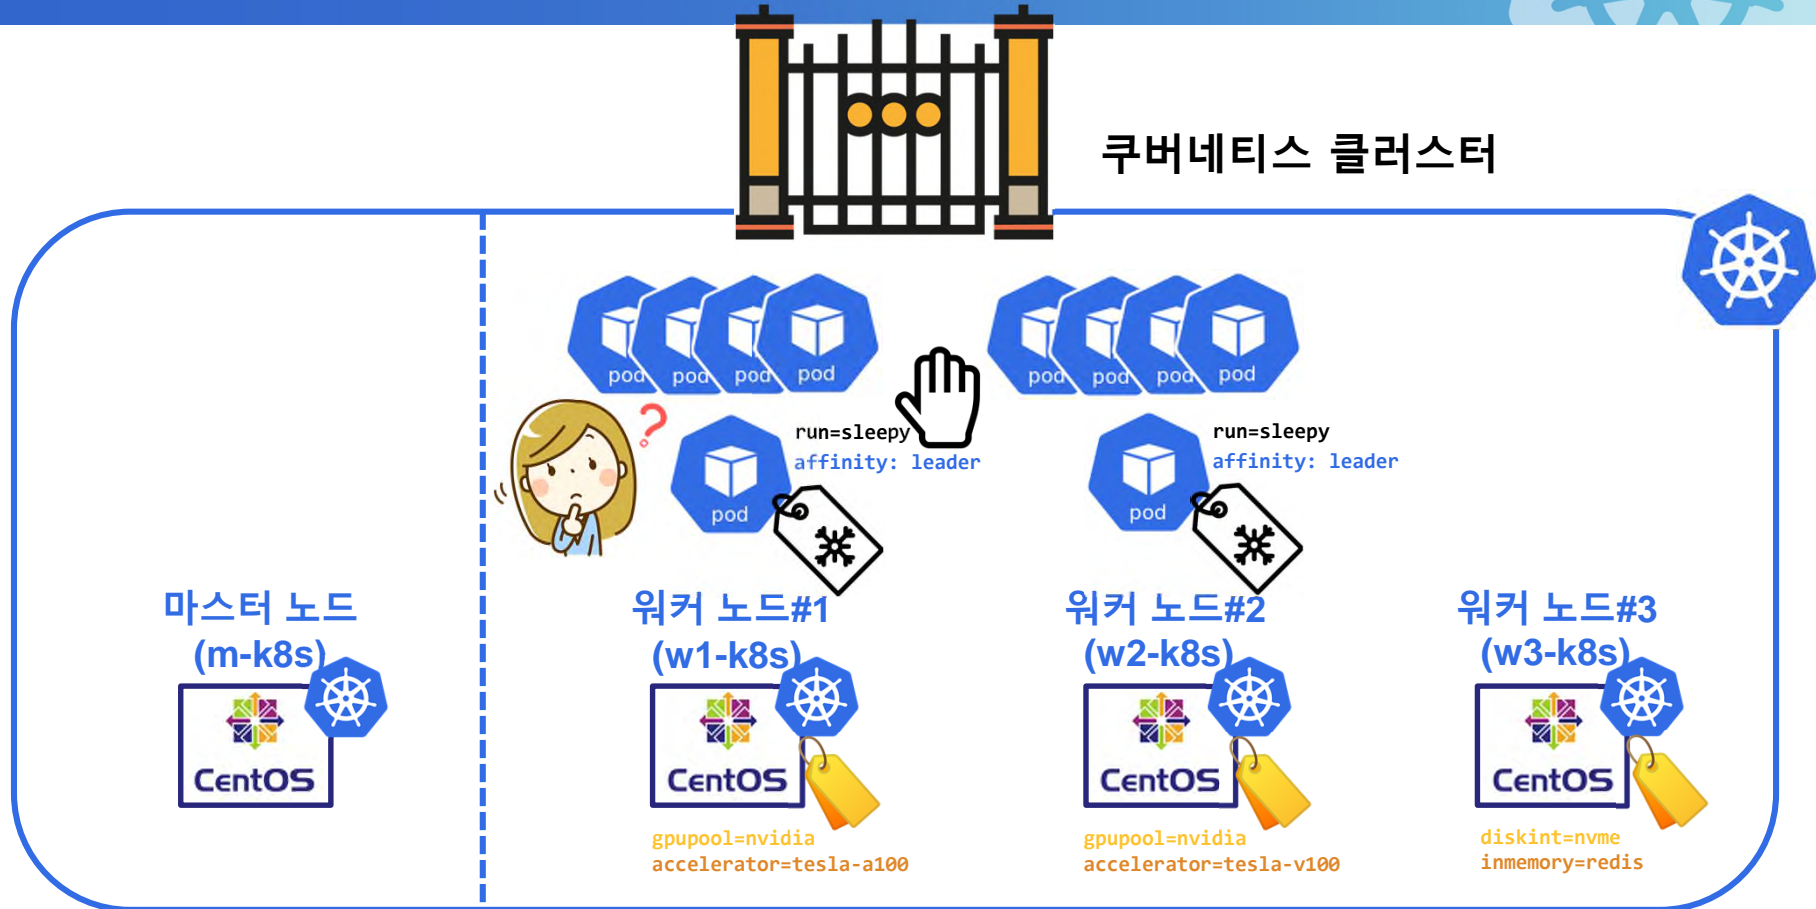 쿠버네티스 클러스터
pod pod pod pod
pod pod pod pod
run=sleepy
affinity: leader
pod
run=sleepy
affinity: leader
pod
마스터 노드
(m-k8s)
CentOS
워커 노드#1
(w1-k8s)
CentOS
gpupool=nvidia
accelerator=tesla-a100
워커 노드#2
(w2-k8s)
CentOS
gpupool=nvidia
accelerator=tesla-v100
워커 노드#3
(w3-k8s)
CentOS
diskint=nvme
inmemory=redis